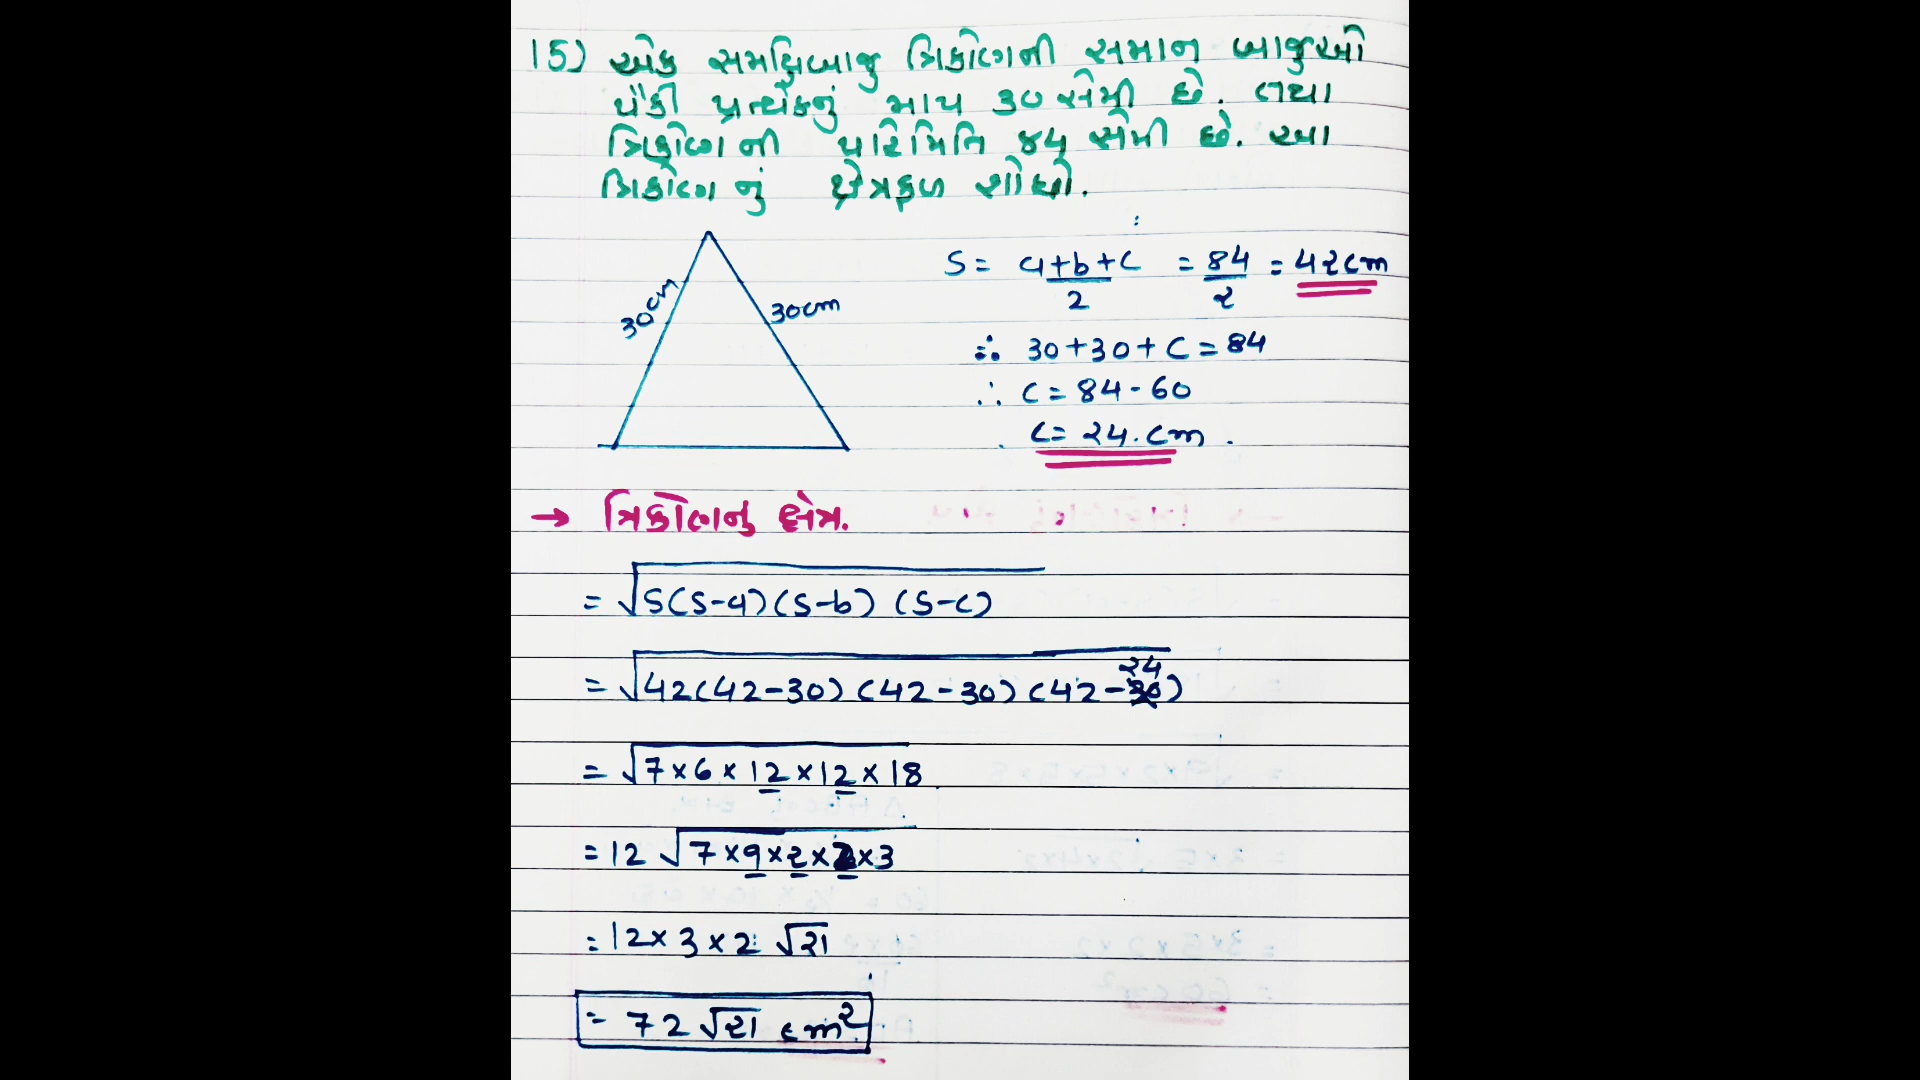 15) એક સમદ્વિબાજુ ત્રિકોણની સમાન બાજુઓ
પૈકી પ્રત્યેકનું માપ 30 સેમી છે. તથા
ત્રિકોણની પરિમિતિ ૪૫ સેમી છે. આ
ત્રિકોણનું ક્ષેત્રફળ શોધો.
30cm
30cm
S = a+b+c/2 = 84/2 = 42cm
∴ 30+30+C = 84
∴ C = 84-60
C = 24.cm.
→ ત્રિકોણનું ક્ષેત્ર.
= √S(S-a)(S-b)(S-c)
24
= √42(42-30)(42-30)(42-30)
= √7×6×12×12×18
= 12 √7×9×2×2×3
= 12×3×2 √21
= 72 √21 cm²